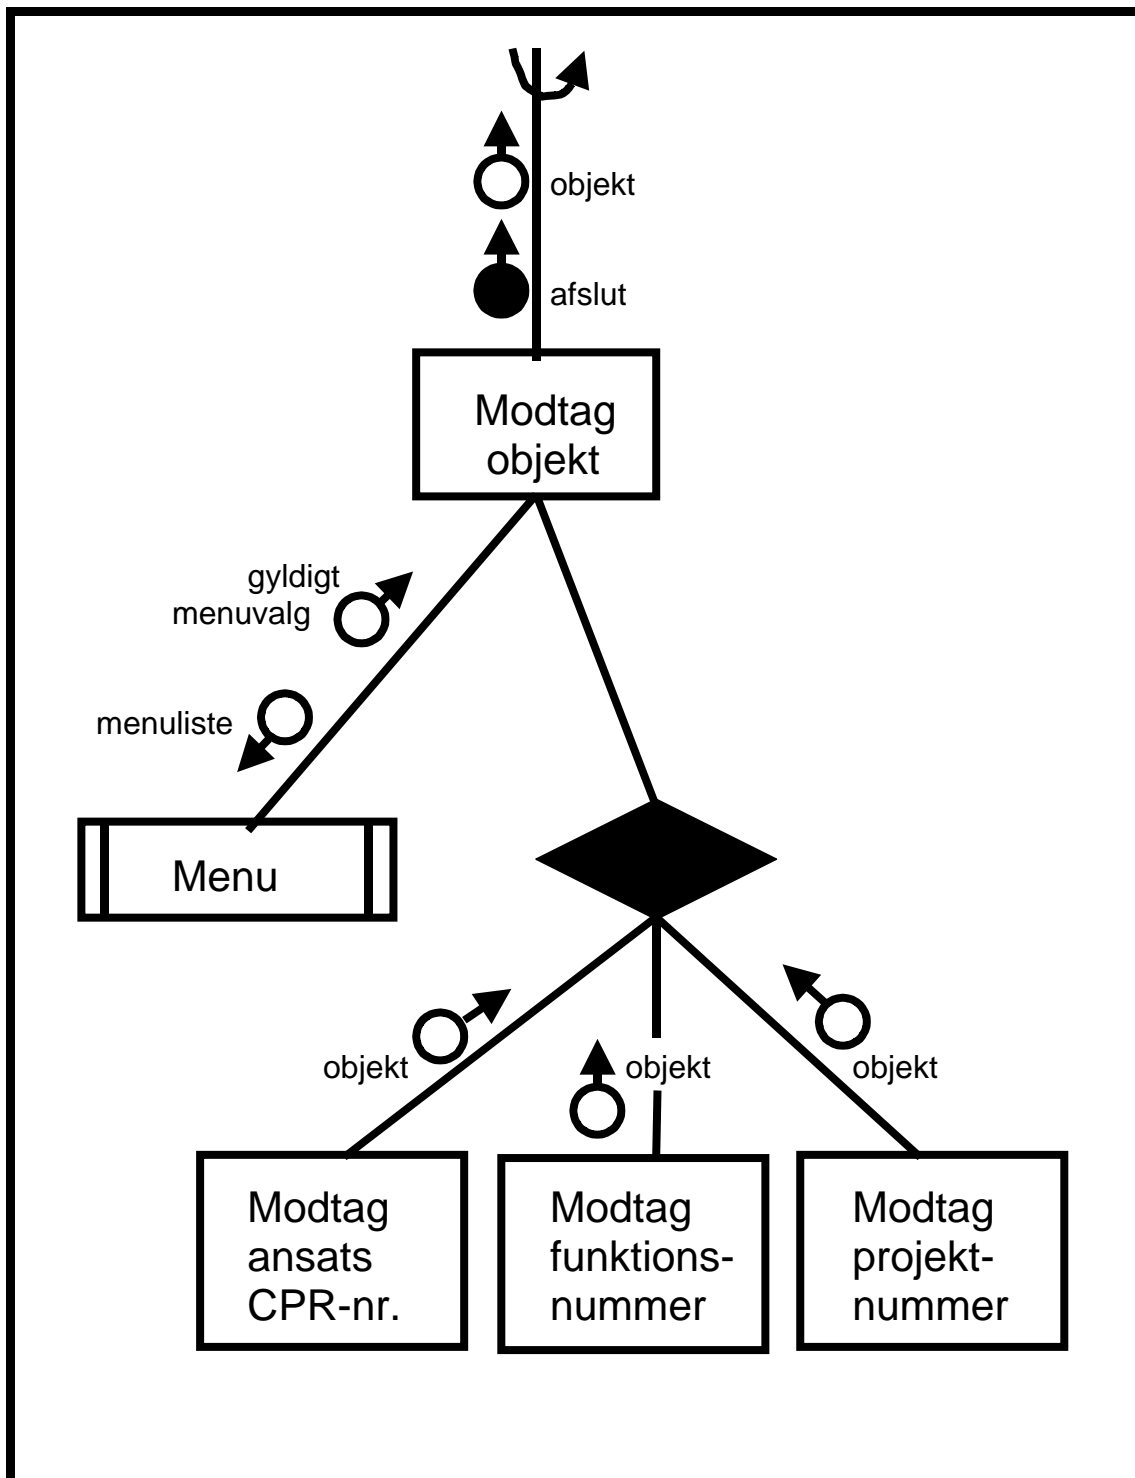 objekt
afslut
Modtag
objekt
gyldigt
menuvalg
menuliste
Menu
objekt
objekt
objekt
Modtag
ansats
CPR-nr.
Modtag
funktions-
nummer
Modtag
projekt-
nummer